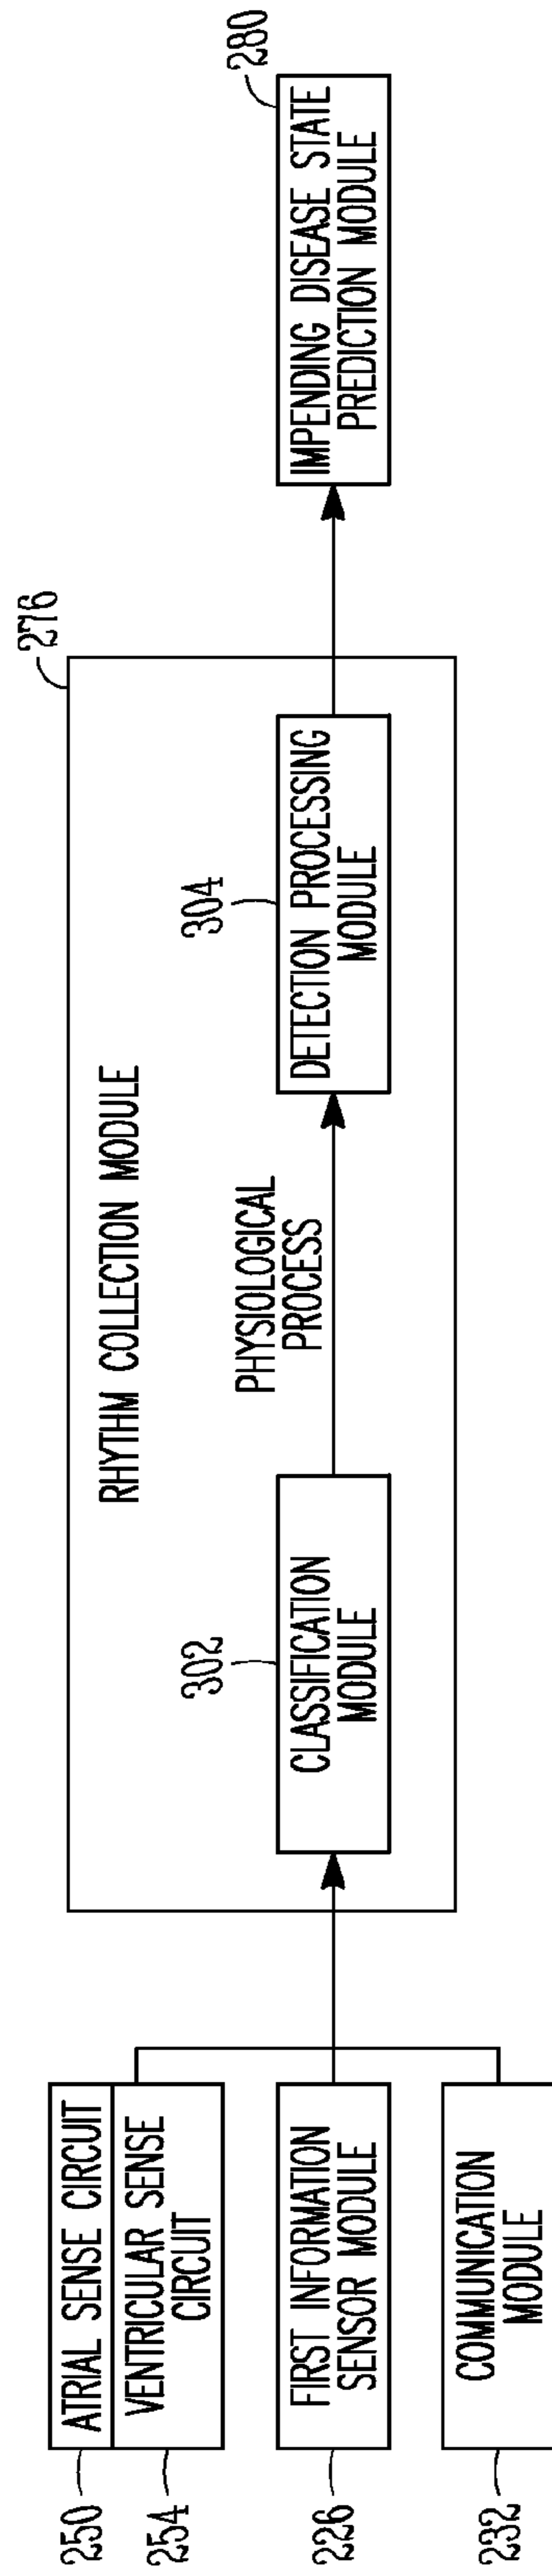 250
ATRIAL SENSE CIRCUIT
254
VENTRICULAR SENSE
CIRCUIT
226
FIRST INFORMATION
SENSOR MODULE
232
COMMUNICATION
MODULE
276
RHYTHM COLLECTION MODULE
302
CLASSIFICATION
MODULE
PHYSIOLOGICAL
PROCESS
304
DETECTION PROCESSING
MODULE
280
IMPENDING DISEASE STATE
PREDICTION MODULE